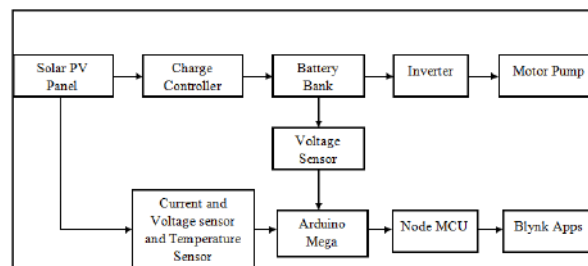 Solar PV
Panel
Charge
Controller
Battery
Bank
Inverter
Motor Pump
Voltage
Sensor
Current and
Voltage sensor
and Temperature
Sensor
Arduino
Mega
Node MCU
Blynk Apps